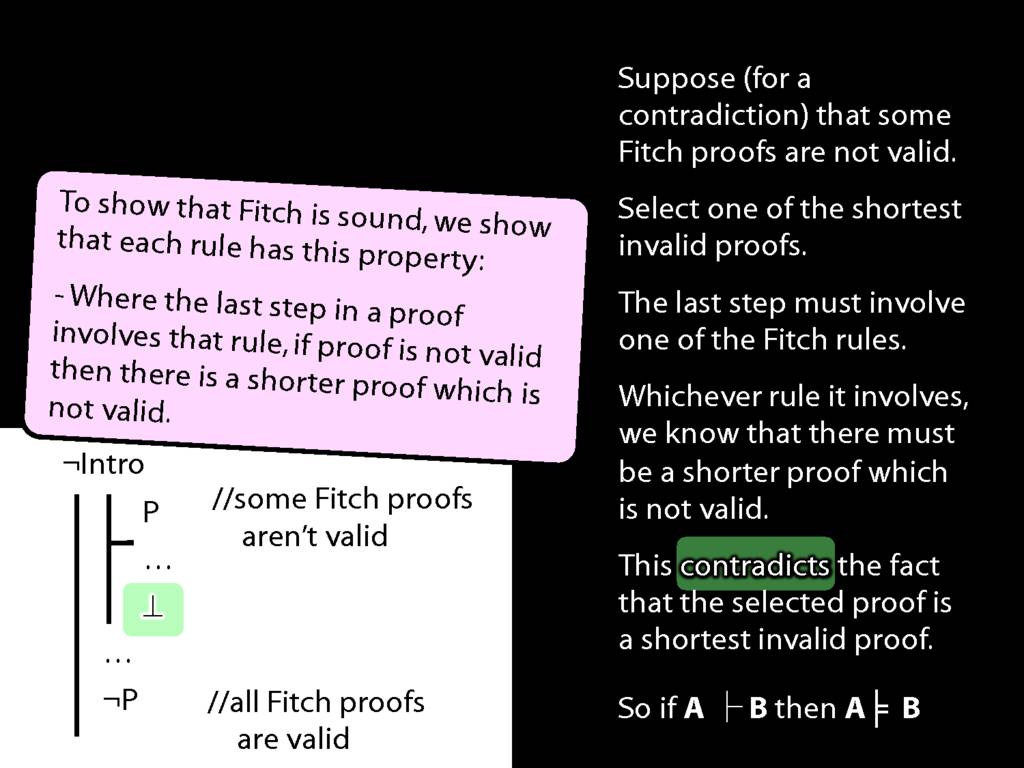 To show that Fitch is sound, we show
that each rule has this property:
- Where the last step in a proof
involves that rule, if proof is not valid
then there is a shorter proof which is
not valid.
¬Intro
P
//some Fitch proofs
aren't valid
...
⊥
...
¬P
//all Fitch proofs
are valid
Suppose (for a
contradiction) that some
Fitch proofs are not valid.
Select one of the shortest
invalid proofs.
The last step must involve
one of the Fitch rules.
Whichever rule it involves,
we know that there must
be a shorter proof which
is not valid.
This contradicts the fact
that the selected proof is
a shortest invalid proof.
So if A ⊢ B then A ⊨ B